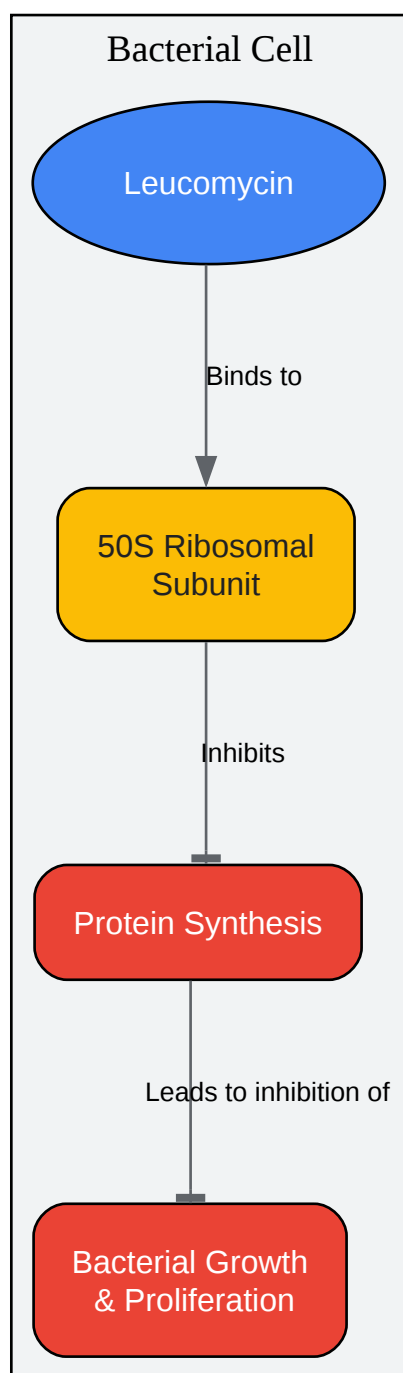 Bacterial Cell
Leucomycin
Binds to
50S Ribosomal
Subunit
Inhibits
Protein Synthesis
Leads to inhibition of
Bacterial Growth
& Proliferation